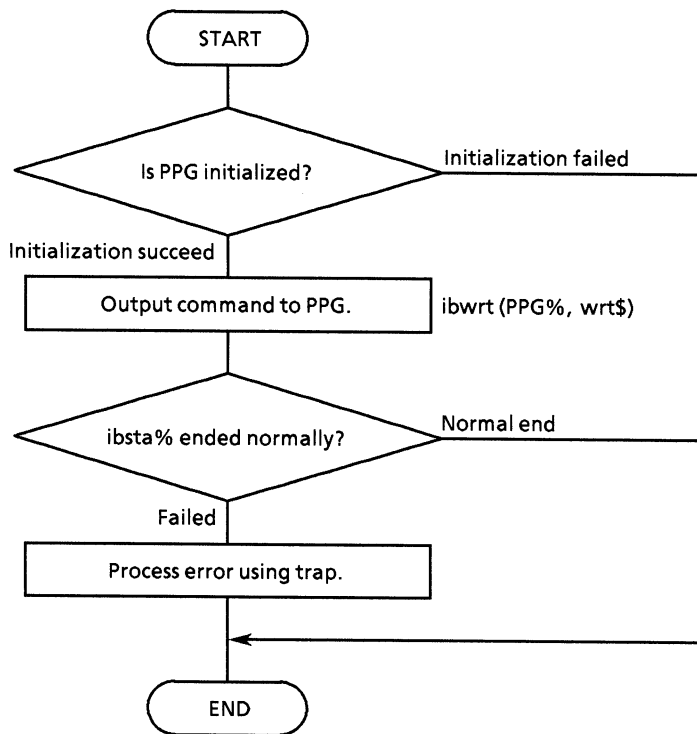 START
Is PPG initialized?
Initialization failed
Initialization succeed
Output command to PPG.
ibwrt (PPG%, wrt$)
ibsta% ended normally?
Normal end
Failed
Process error using trap.
END